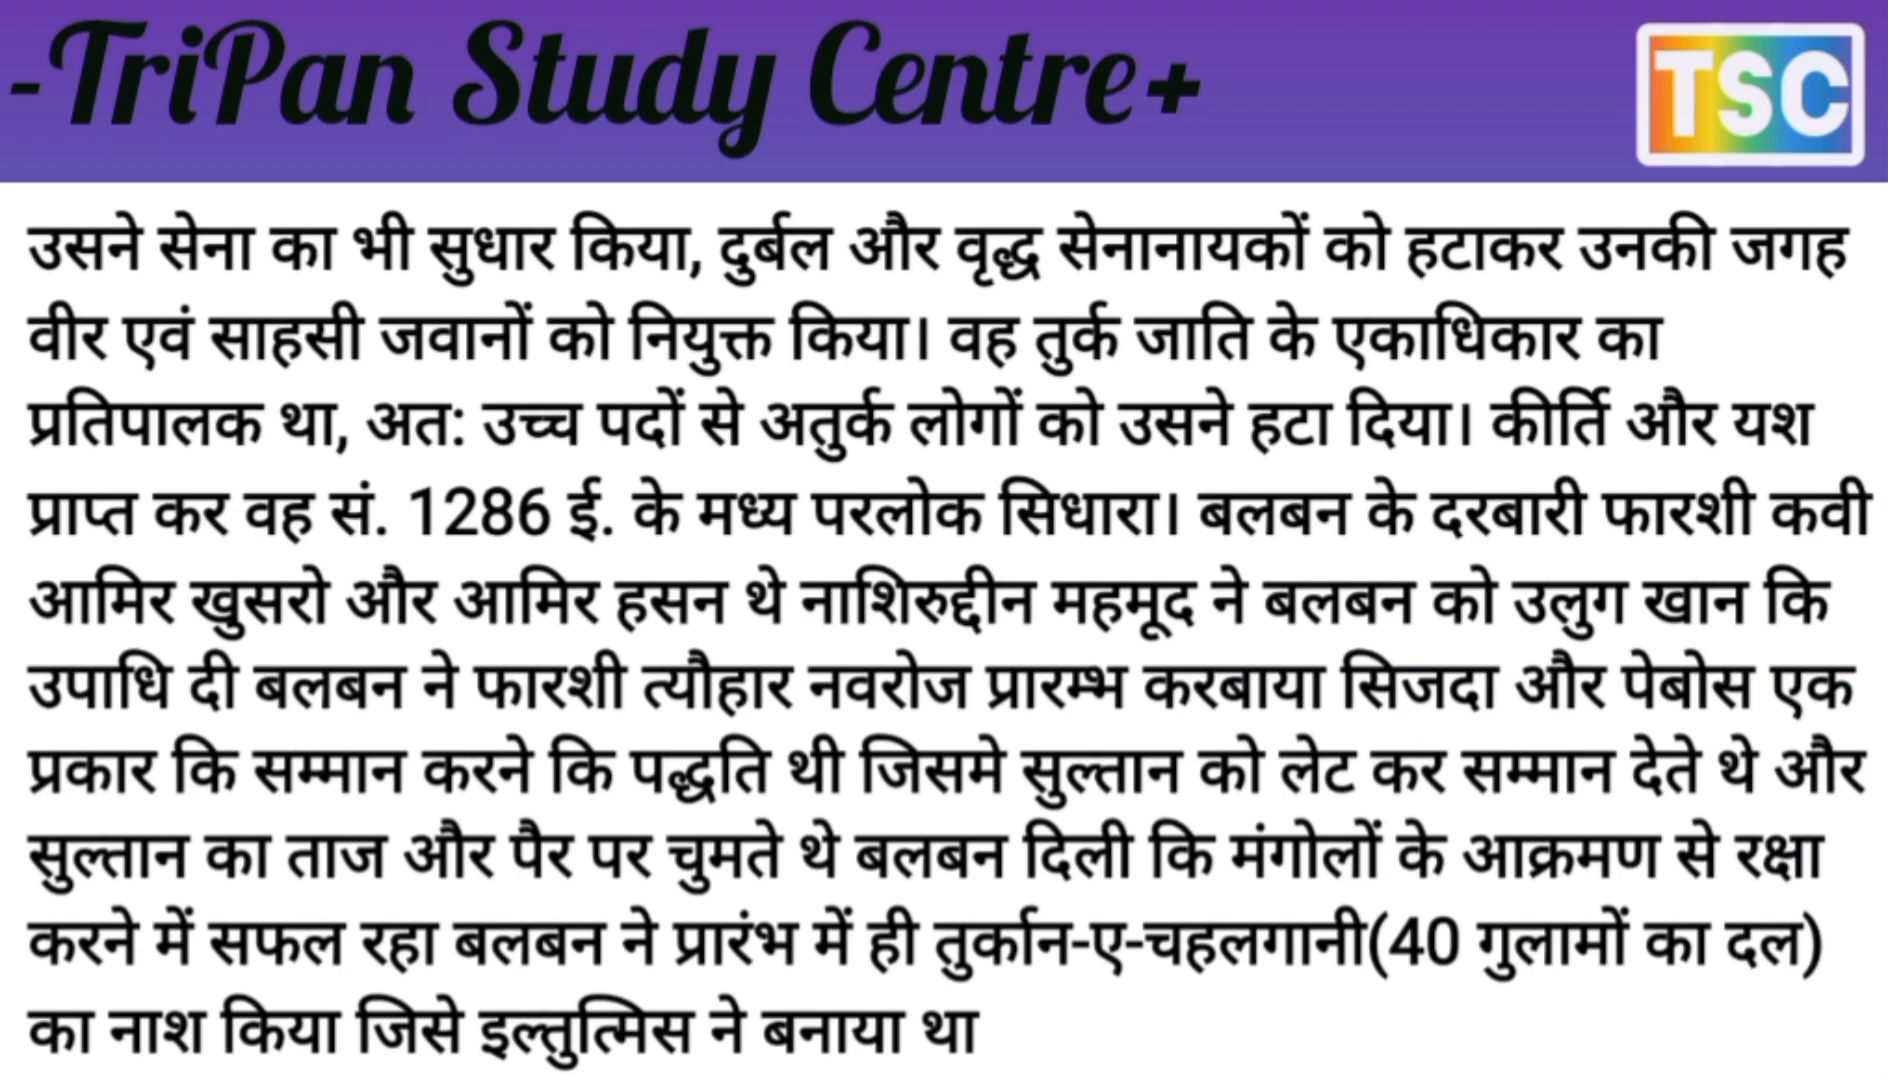 -TriPan Study Centre+
TSC
उसने सेना का भी सुधार किया, दुर्बल और वृद्ध सेनानायकों को हटाकर उनकी जगह
वीर एवं साहसी जवानों को नियुक्त किया। वह तुर्क जाति के एकाधिकार का
प्रतिपालक था, अत: उच्च पदों से अतुर्क लोगों को उसने हटा दिया। कीर्ति और यश
प्राप्त कर वह सं. 1286 ई. के मध्य परलोक सिधारा। बलबन के दरबारी फारशी कवी
आमिर खुसरो और आमिर हसन थे नाशिरुद्दीन महमूद ने बलबन को उलुग खान कि
उपाधि दी बलबन ने फारशी त्यौहार नवरोज प्रारम्भ करबाया सिजदा और पेबोस एक
प्रकार कि सम्मान करने कि पद्धति थी जिसमे सुल्तान को लेट कर सम्मान देते थे और
सुल्तान का ताज और पैर पर चुमते थे बलबन दिली कि मंगोलों के आक्रमण से रक्षा
करने में सफल रहा बलबन ने प्रारंभ में ही तुर्कान-ए-चहलगानी(40 गुलामों का दल)
का नाश किया जिसे इल्तुत्मिस ने बनाया था